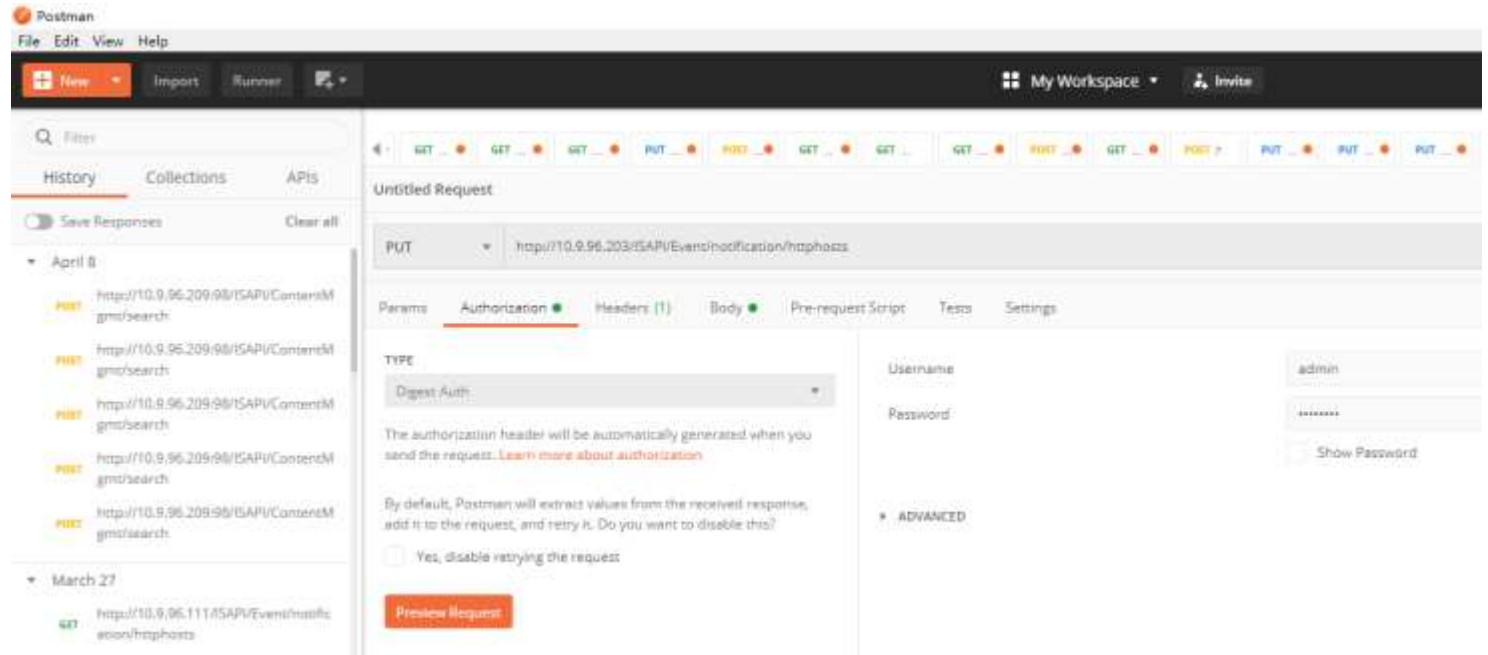 Postman
File Edit View Help
New Import Runner My Workspace Invite
Filter
GET ... GET ... GET ... PUT ... POST ... GET ... GET ... GET ... POST ... GET ... POST PUT ... PUT ... PUT ...
History Collections APIs
Untitled Request
Save Responses Clear all
PUT http://10.9.96.203/ISAPI/Event/notification/httphosts
April 8
POST http://10.9.96.209:98/ISAPI/ContentM
gmt/search
POST http://10.9.96.209:98/ISAPI/ContentM
gmt/search
POST http://10.9.96.209:98/ISAPI/ContentM
gmt/search
POST http://10.9.96.209:98/ISAPI/ContentM
gmt/search
POST http://10.9.96.209:98/ISAPI/ContentM
gmt/search
March 27
GET http://10.9.96.111/ISAPI/Event/notific
ation/httphosts
Params Authorization Headers (1) Body Pre-request Script Tests Settings
TYPE
Digest Auth
The authorization header will be automatically generated when you
send the request. Learn more about authorization
By default, Postman will extract values from the received response,
add it to the request, and retry it. Do you want to disable this?
Yes, disable retrying the request
Preview Request
Username admin
Password ••••••••
Show Password
ADVANCED